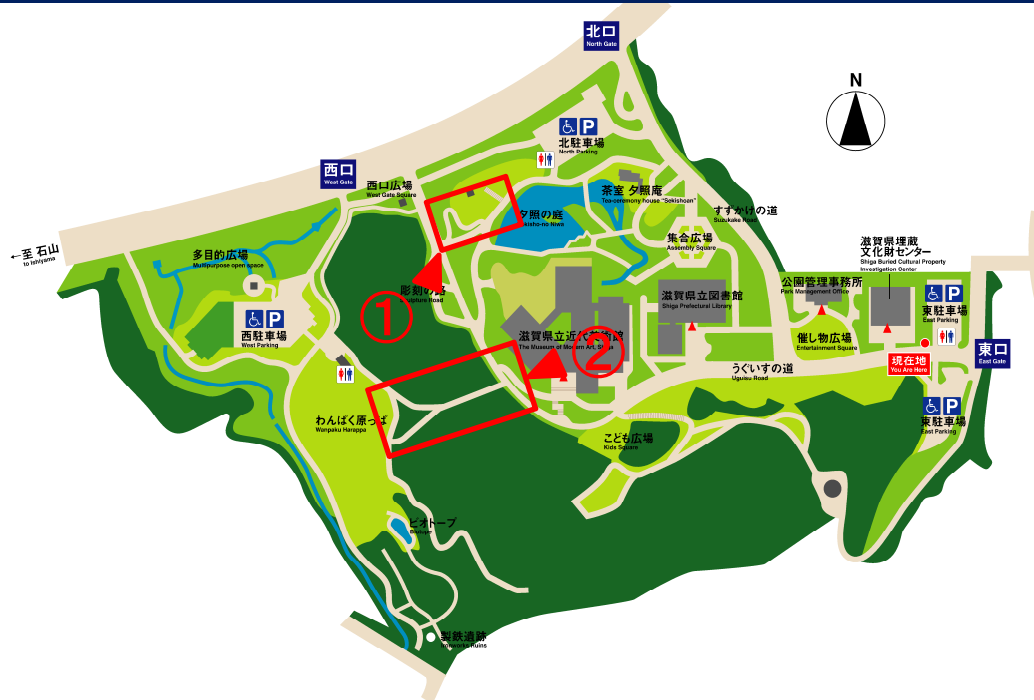 北口
North Gate
N
P
北駐車場
North Parking
西口
West Gate
西口広場
West Gate Square
茶室 夕照庵
Tea-ceremony house "Sekishoan"
夕照の庭
すずかけの道
Suzukake Road
←至 石山
to Ishiyama
多目的広場
Multipurpose open space
集合広場
Assembly Square
滋賀県埋蔵
文化財センター
Shiga Buried Cultural Property
Investigation Center
公園管理事務所
Park Management Office
滋賀県立図書館
Shiga Prefectural Library
彫刻の路
Sculpture Road
①
P
西駐車場
West Parking
P
東駐車場
East Parking
滋賀県立近代美術館
The Museum of Modern Art, Shiga
②
催し物広場
Entertainment Square
東口
East Gate
現在地
You Are Here
うぐいすの道
Uguisu Road
P
東駐車場
East Parking
わんぱく原っぱ
Wanpaku Harappa
こども広場
Kids Square
ビオトープ
Biotope
製鉄遺跡
Ironworks Ruins